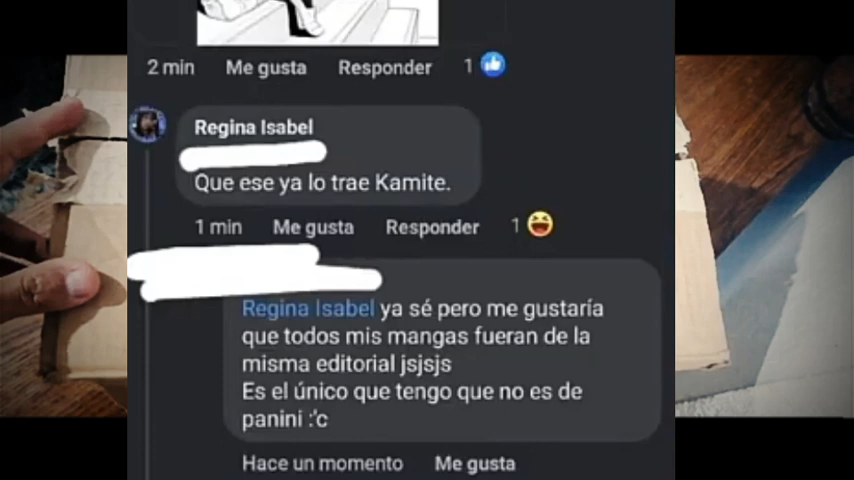 2 min Me gusta Responder 1
Regina Isabel
Que ese ya lo trae Kamite.
1 min Me gusta Responder 1
Regina Isabel ya sé pero me gustaría
que todos mis mangas fueran de la
misma editorial jsjsjs
Es el único que tengo que no es de
panini :'c
Hace un momento Me gusta